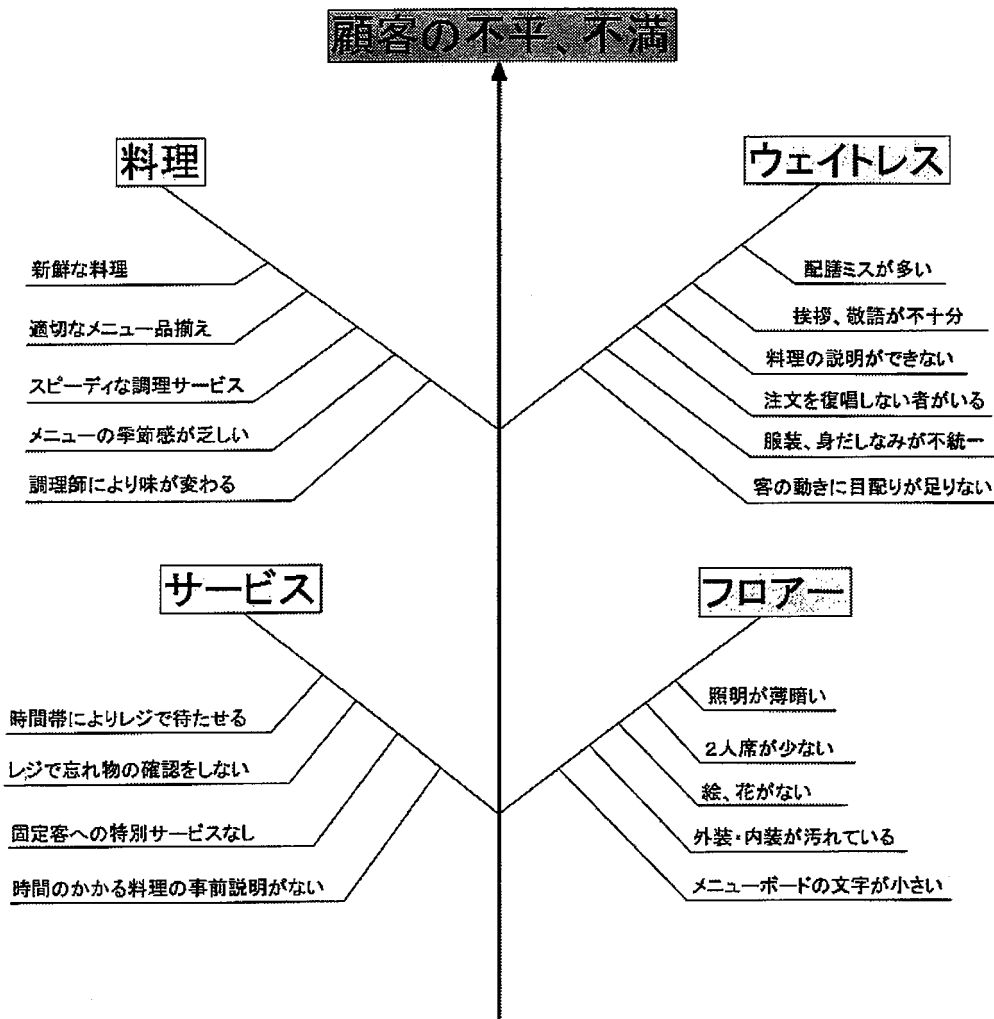 顧客の不平、不満
料理
新鮮な料理
適切なメニュー品揃え
スピーディな調理サービス
メニューの季節感が乏しい
調理師により味が変わる
ウェイトレス
配膳ミスが多い
挨拶、敬語が不十分
料理の説明ができない
注文を復唱しない者がいる
服装、身だしなみが不統一
客の動きに目配りが足りない
サービス
時間帯によりレジで待たせる
レジで忘れ物の確認をしない
固定客への特別サービスなし
時間のかかる料理の事前説明がない
フロアー
照明が薄暗い
2人席が少ない
絵、花がない
外装・内装が汚れている
メニューボードの文字が小さい